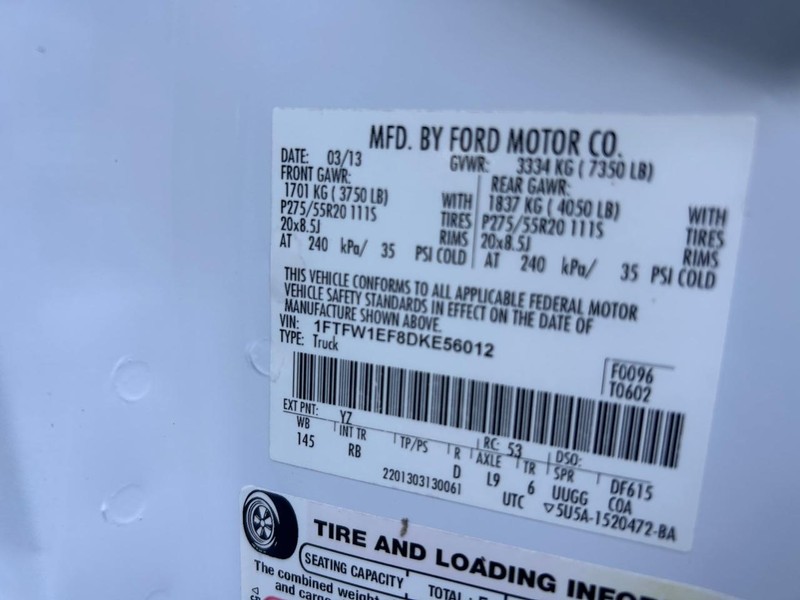 MFD. BY FORD MOTOR CO.
DATE: 03/13 GVWR: 3334 KG ( 7350 LB)
FRONT GAWR: REAR GAWR:
1701 KG ( 3750 LB) WITH 1837 KG ( 4050 LB) WITH
P275/55R20 111S TIRES P275/55R20 111S TIRES
20x8.5J RIMS 20x8.5J RIMS
AT 240 kPa/ 35 PSI COLD AT 240 kPa/ 35 PSI COLD
THIS VEHICLE CONFORMS TO ALL APPLICABLE FEDERAL MOTOR
VEHICLE SAFETY STANDARDS IN EFFECT ON THE DATE OF
MANUFACTURE SHOWN ABOVE.
VIN: 1FTFW1EF8DKE56012
TYPE: Truck
F0096
T0602
EXT PNT: YZ RC: 53 DSO:
WB INT TR TP/PS R AXLE TR SPR DF615
145 RB D L9 6 UUGG COA
2201303130061 UTC ▽5U5A-1520472-BA
TIRE AND LOADING
SEATING CAPACITY TOTAL:
The combined weight
and cargo